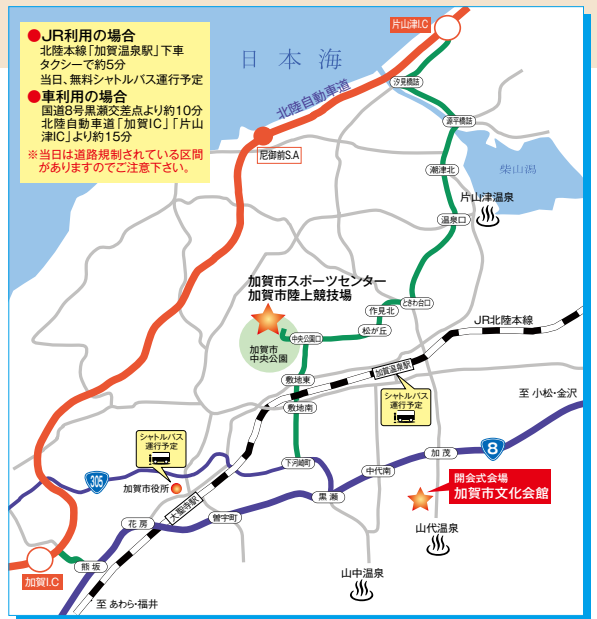 ●JR利用の場合
北陸本線「加賀温泉駅」下車
タクシーで約5分
当日、無料シャトルバス運行予定
●車利用の場合
国道8号黒瀬交差点より約10分
北陸自動車道「加賀IC」「片山
津IC」より約15分
※当日は道路規制されている区間
がありますのでご注意下さい。
片山津I.C
日本海
北陸自動車道
汐見橋詰
源平橋詰
尼御前S.A
潮津北
柴山潟
片山津温泉
温泉口
加賀市スポーツセンター
加賀市陸上競技場
ときわ台口
作見北
松が丘
JR北陸本線
中央公園口
加賀市
中央公園
加賀温泉駅
敷地東
シャトルバス
運行予定
至 小松・金沢
敷地南
シャトルバス
運行予定
8
加茂
下河崎町
中代南
305
加賀市役所
開会式会場
加賀市文化会館
黒瀬
大聖寺駅
花房
曽宇町
山代温泉
熊坂
山中温泉
加賀I.C
至 あわら・福井